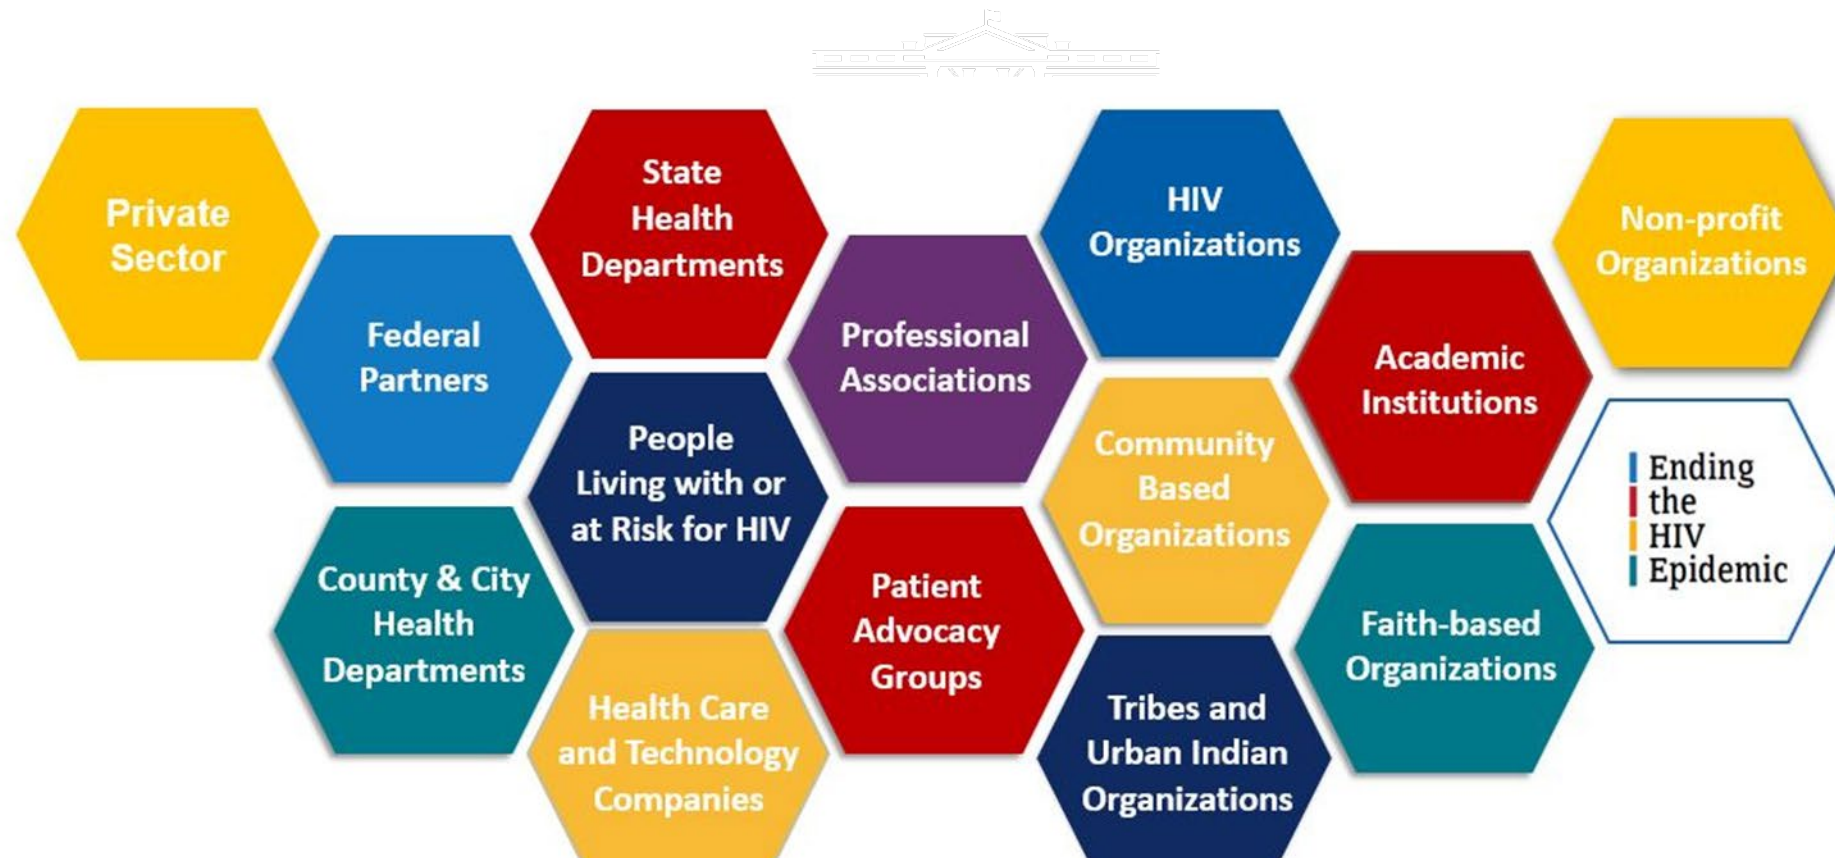 Private
Sector
Federal
Partners
County & City
Health
Departments
State
Health
Departments
People
Living with or
at Risk for HIV
Health Care
and Technology
Companies
Professional
Associations
Patient
Advocacy
Groups
HIV
Organizations
Community
Based
Organizations
Tribes and
Urban Indian
Organizations
Academic
Institutions
Faith-based
Organizations
Non-profit
Organizations
Ending
the
HIV
Epidemic